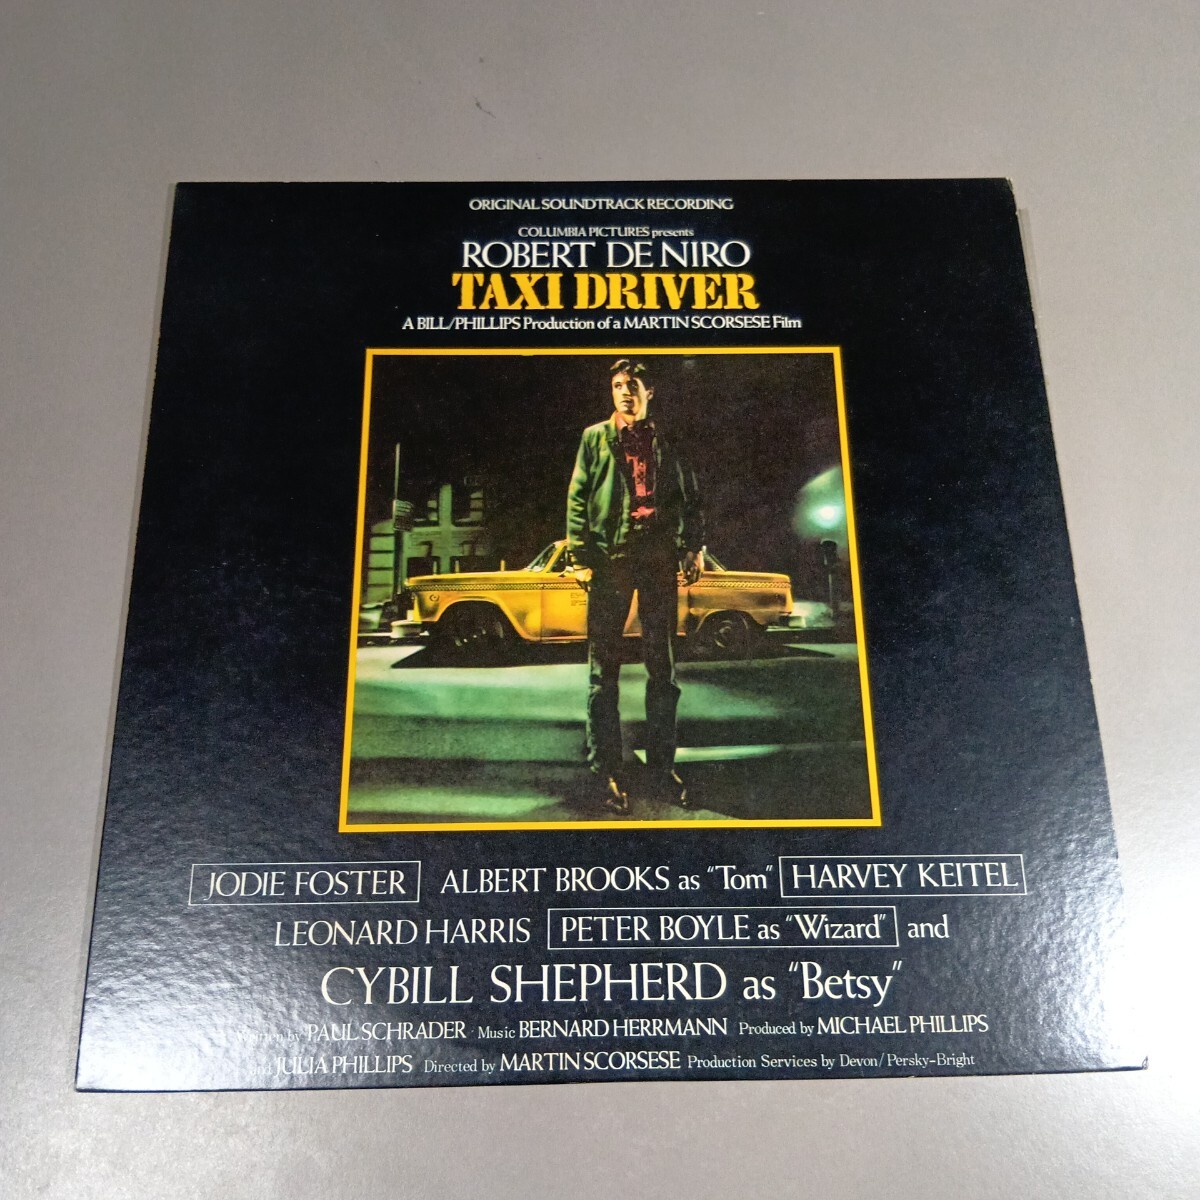 ORIGINAL SOUNDTRACK RECORDING
COLUMBIA PICTURES presents
ROBERT DE NIRO
TAXI DRIVER
A BILL/PHILLIPS Production of a MARTIN SCORSESE Film
JODIE FOSTER ALBERT BROOKS as "Tom" HARVEY KEITEL
LEONARD HARRIS PETER BOYLE as "Wizard" and
CYBILL SHEPHERD as "Betsy"
Written by PAUL SCHRADER Music BERNARD HERRMANN Produced by MICHAEL PHILLIPS
and JULIA PHILLIPS Directed by MARTIN SCORSESE Production Services by Devon/Persky-Bright